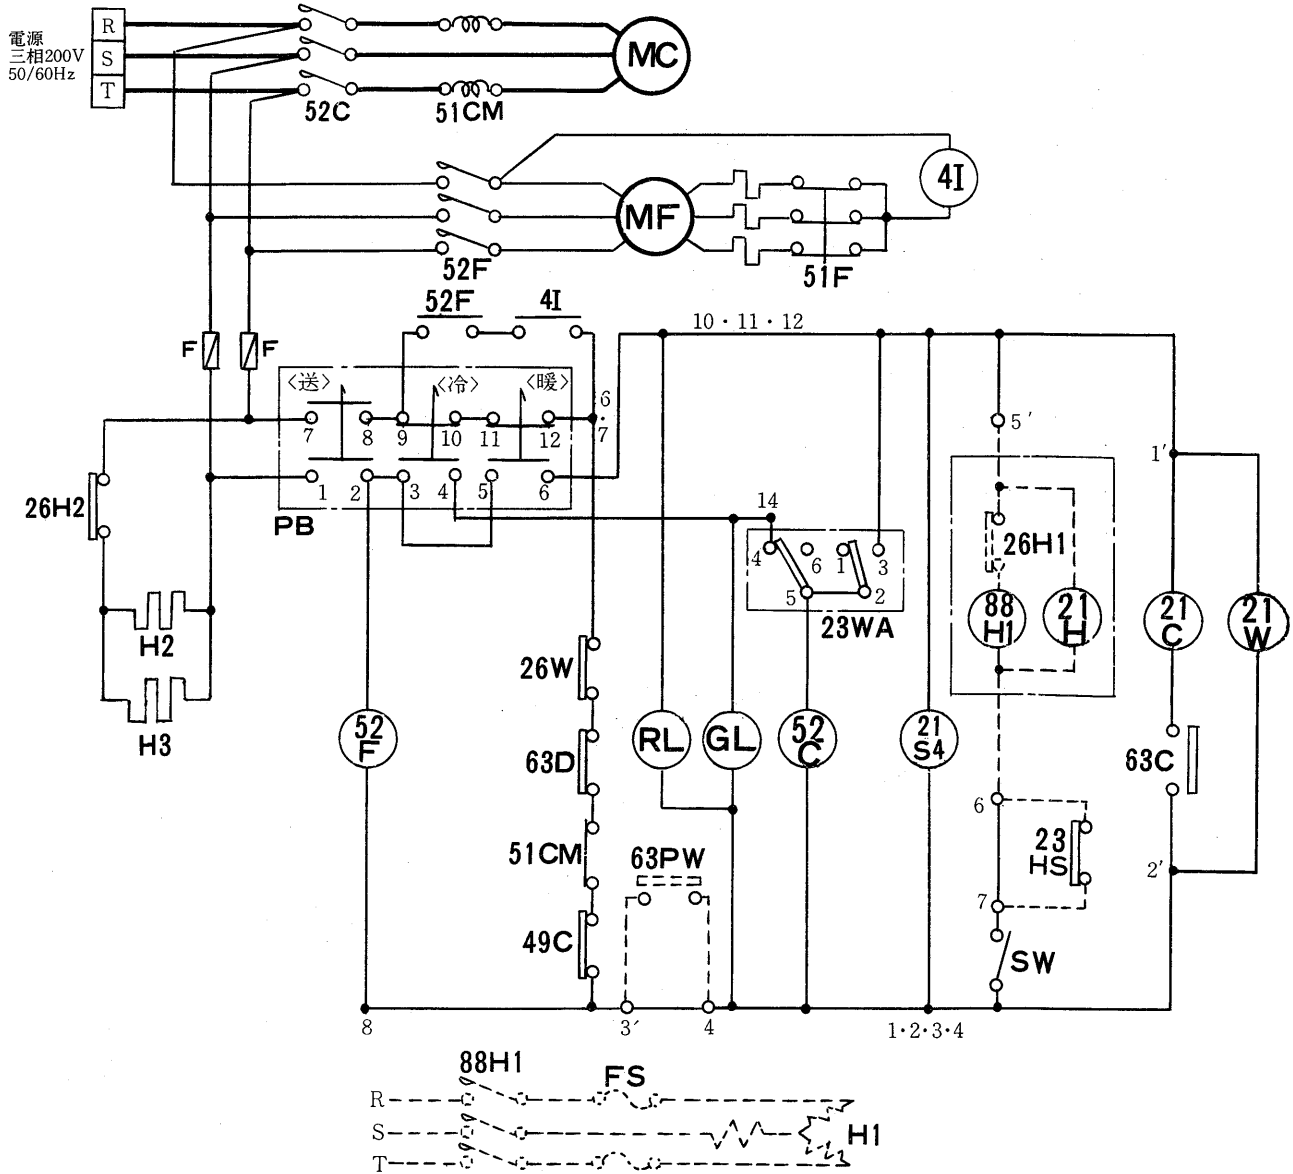 電源
三相200V
50/60Hz
R
S
T
52C
51CM
MC
MF
4I
52F
51F
52F
4I
10・11・12
F
F
〈送〉
〈冷〉
〈暖〉
6
・
7
7
8
9
10
11
12
1
2
3
4
5
6
PB
26H2
H2
H3
5′
1′
14
4
6
1
3
5
2
23WA
26H1
88
H1
21
H
21
C
21
W
26W
52
F
63D
RL
GL
52
C
21
S4
63C
6
51CM
63PW
23
HS
2′
7
49C
SW
8
3′
4
1・2・3・4
88H1
FS
R
S
T
H1